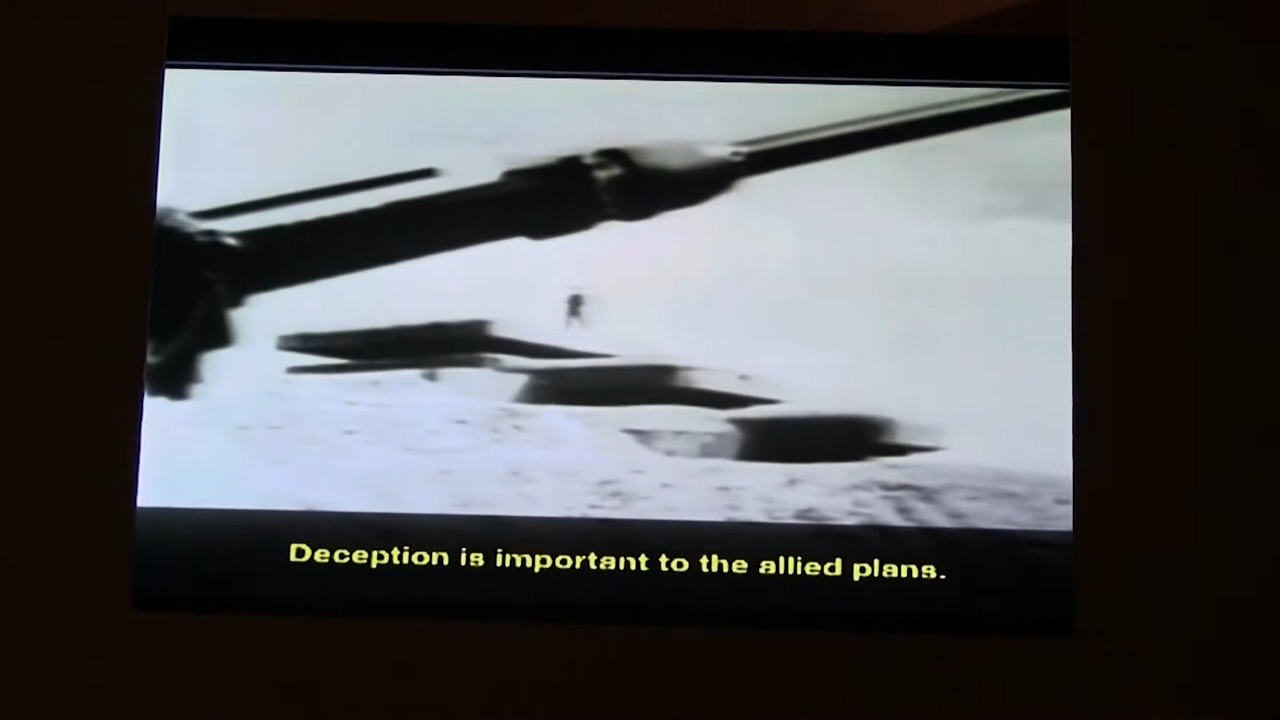 Deception is important to the allied plans.